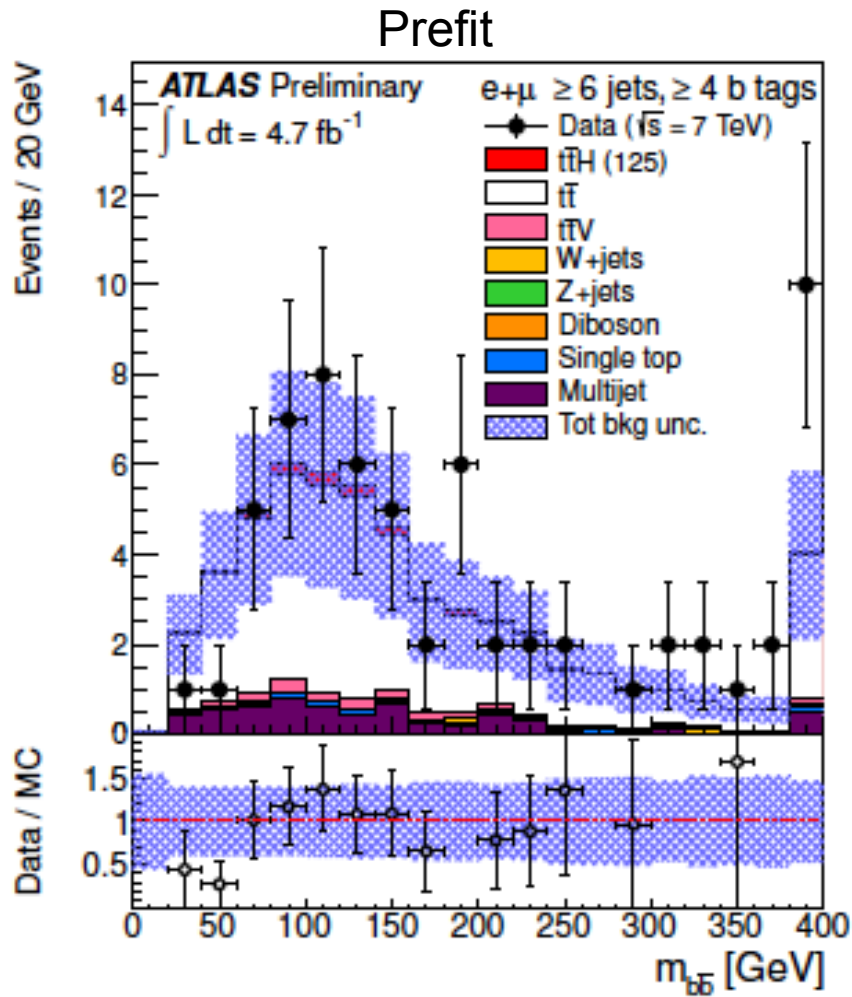 Prefit
Events / 20 GeV
14
12
10
8
6
4
2
0
ATLAS Preliminary
∫ L dt = 4.7 fb⁻¹
e+μ ≥ 6 jets, ≥ 4 b tags
Data (√s = 7 TeV)
tt̄H (125)
tt̄
tt̄V
W+jets
Z+jets
Diboson
Single top
Multijet
Tot bkg unc.
Data / MC
1.5
1
0.5
0 50 100 150 200 250 300 350 400
m_bb̄ [GeV]